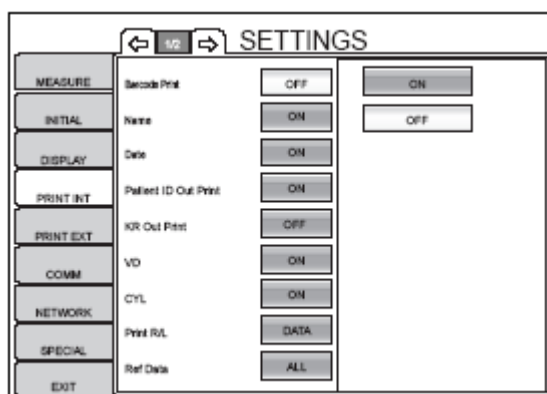 1/2 SETTINGS
MEASURE
INITIAL
DISPLAY
PRINT INT
PRINT EXT
COMM
NETWORK
SPECIAL
EXIT
Barcode Print OFF
Name ON
Date ON
Patient ID Out Print ON
KR Out Print OFF
VD ON
CYL ON
Print R/L DATA
Ref Data ALL
ON
OFF